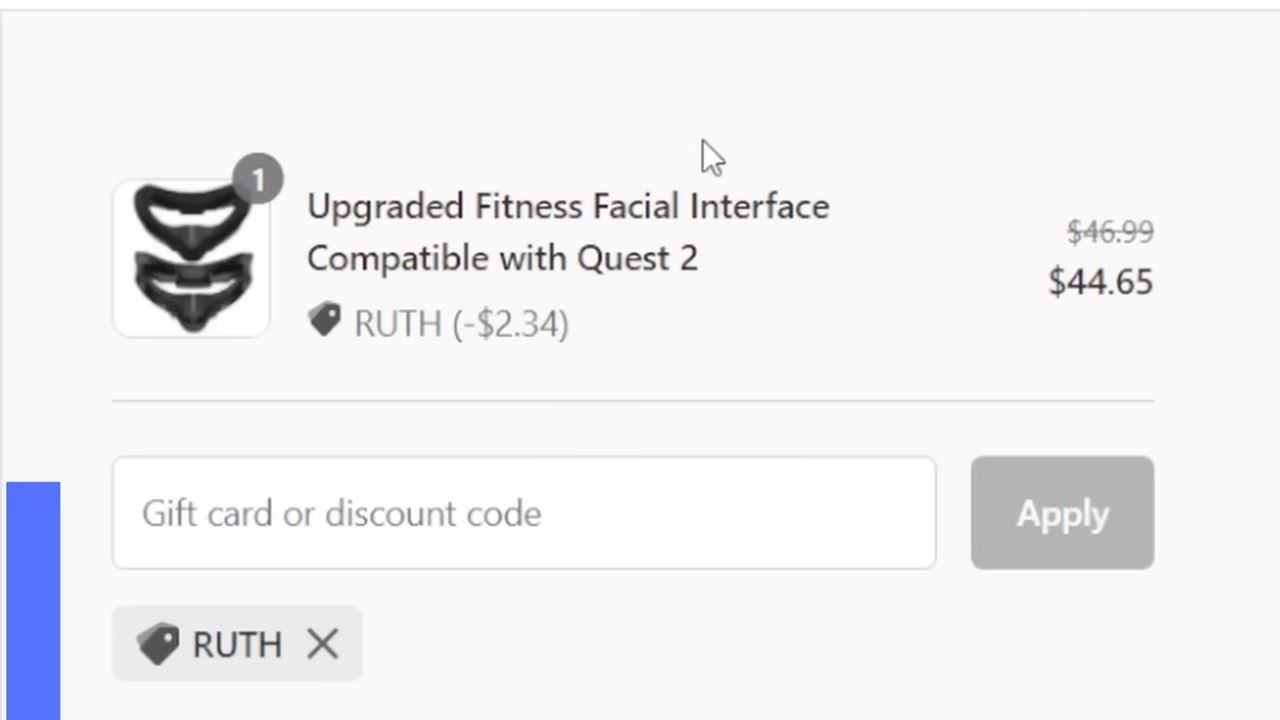 1
Upgraded Fitness Facial Interface
Compatible with Quest 2
RUTH (-$2.34)
$46.99
$44.65
Gift card or discount code
Apply
RUTH